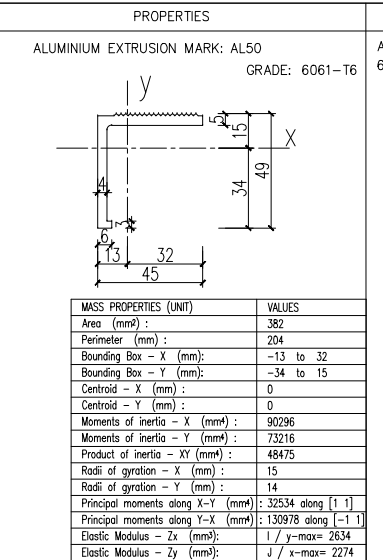 PROPERTIES
A
ALUMINIUM EXTRUSION MARK: AL50
6
GRADE: 6061-T6
y
5
15
X
4
34
49
3
6
13
32
45
MASS PROPERTIES (UNIT) VALUES
Area (mm²) : 382
Perimeter (mm) : 204
Bounding Box - X (mm): -13 to 32
Bounding Box - Y (mm): -34 to 15
Centroid - X (mm) : 0
Centroid - Y (mm) : 0
Moments of inertia - X (mm⁴) : 90296
Moments of inertia - Y (mm⁴) : 73216
Product of inertia - XY (mm⁴) : 48475
Radii of gyration - X (mm) : 15
Radii of gyration - Y (mm) : 14
Principal moments along X-Y (mm⁴) : 32534 along [1 1]
Principal moments along Y-X (mm⁴) : 130978 along [-1 1]
Elastic Modulus - Zx (mm³): I / y-max= 2634
Elastic Modulus - Zy (mm³): J / x-max= 2274